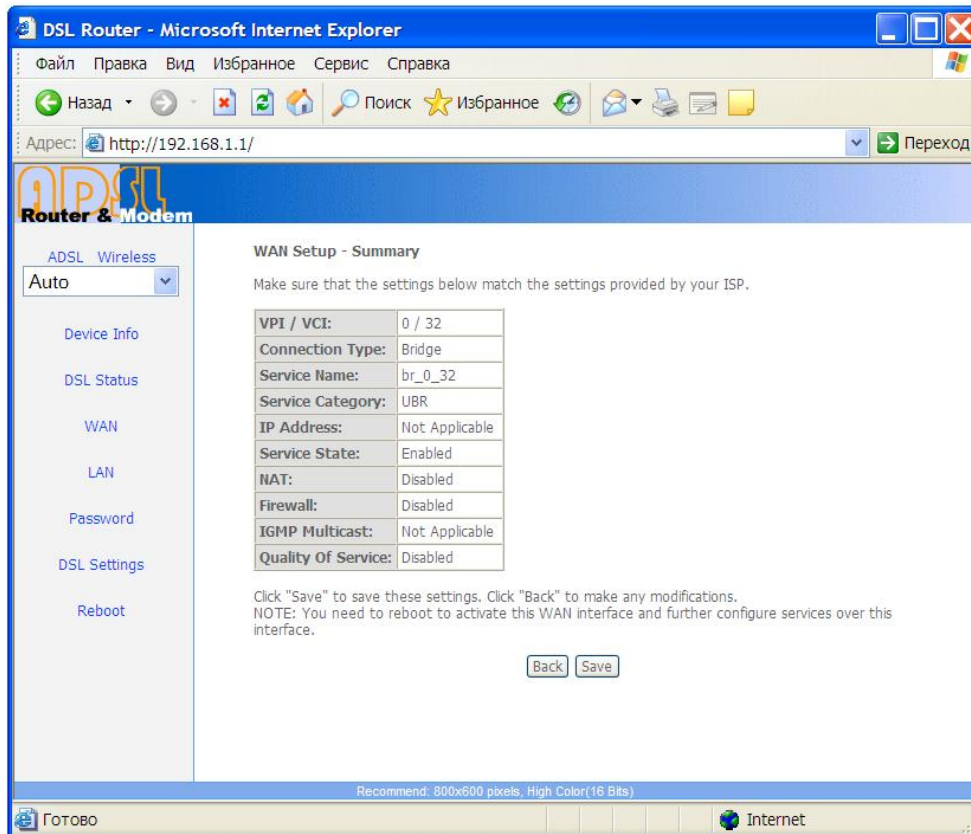 DSL Router - Microsoft Internet Explorer
Файл Правка Вид Избранное Сервис Справка
Назад Поиск Избранное
Адрес: http://192.168.1.1/ Переход
ADSL
Router & Modem
ADSL Wireless
Auto
Device Info
DSL Status
WAN
LAN
Password
DSL Settings
Reboot
WAN Setup - Summary
Make sure that the settings below match the settings provided by your ISP.
VPI / VCI: 0 / 32
Connection Type: Bridge
Service Name: br_0_32
Service Category: UBR
IP Address: Not Applicable
Service State: Enabled
NAT: Disabled
Firewall: Disabled
IGMP Multicast: Not Applicable
Quality Of Service: Disabled
Click "Save" to save these settings. Click "Back" to make any modifications.
NOTE: You need to reboot to activate this WAN interface and further configure services over this
interface.
Back Save
Recommend: 800x600 pixels, High Color(16 Bits)
Готово Internet